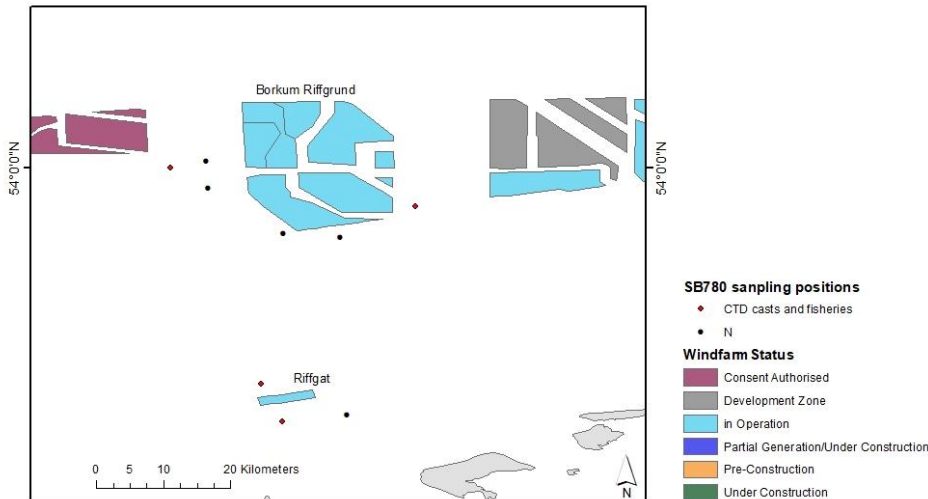 Borkum Riffgrund
54°0'0"N
54°0'0"N
SB780 sanpling positions
CTD casts and fisheries
N
Windfarm Status
Consent Authorised
Development Zone
in Operation
Partial Generation/Under Construction
Pre-Construction
Under Construction
Riffgat
0 5 10 20 Kilometers
N